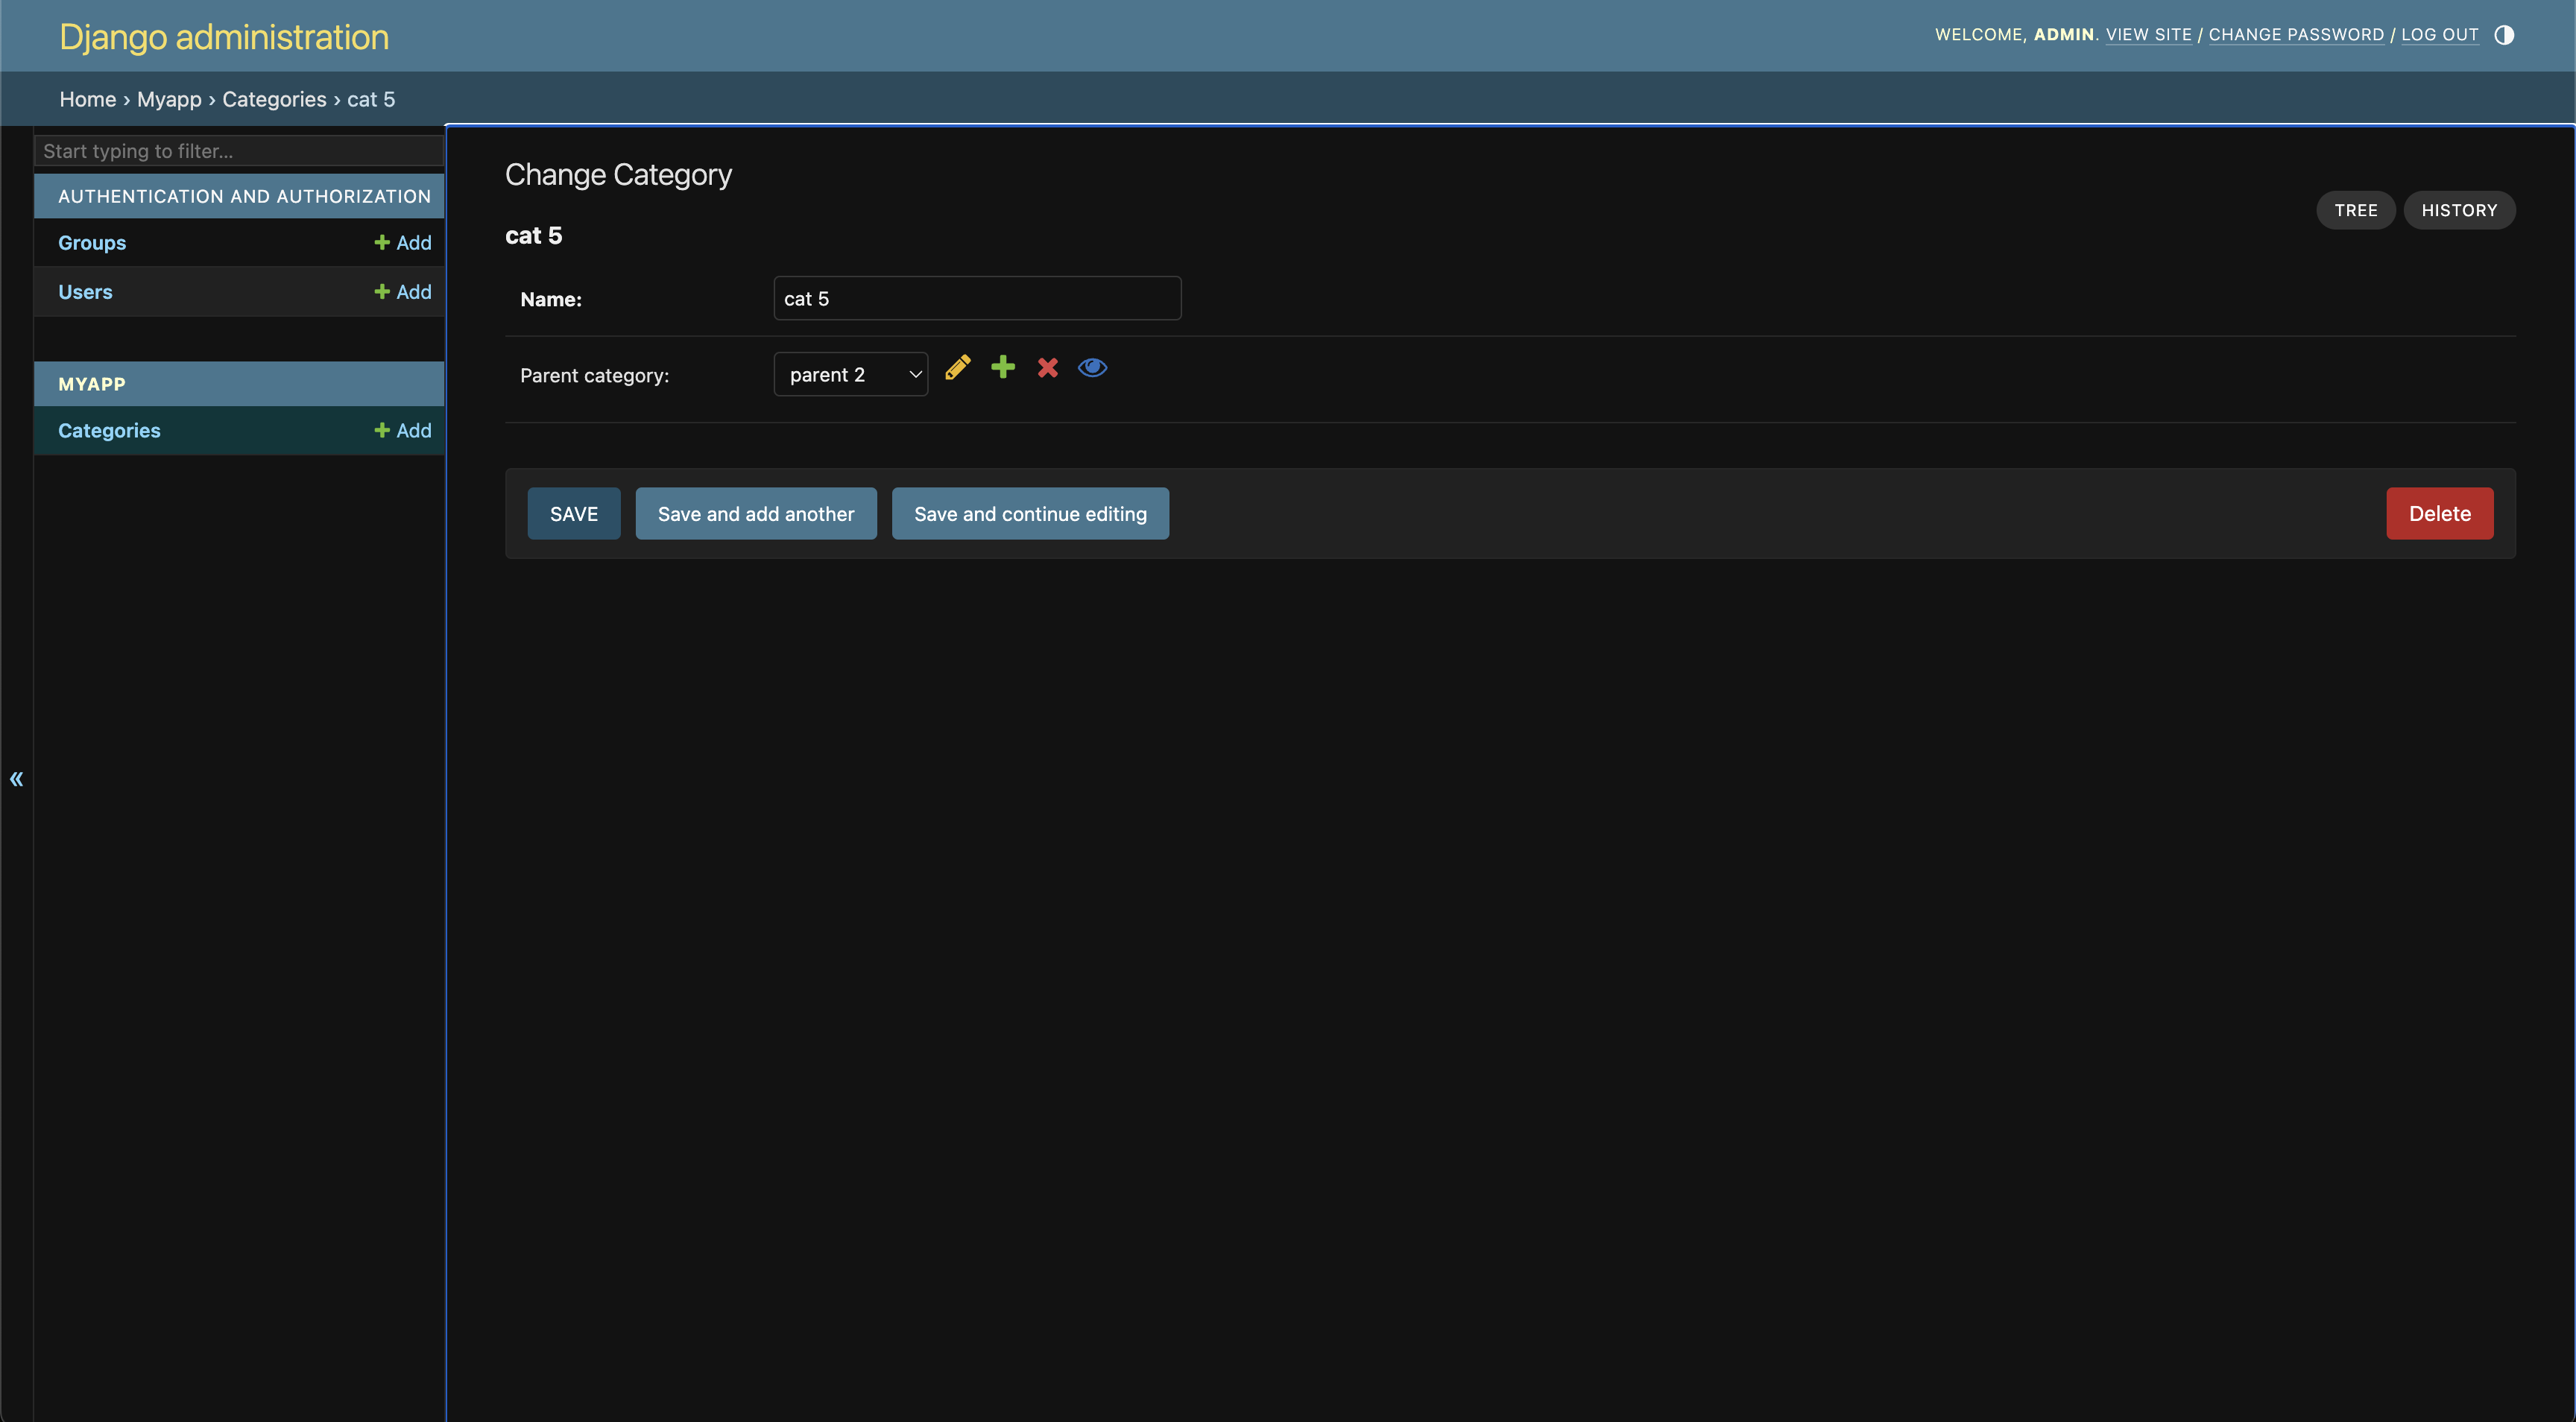 Django administration
WELCOME, ADMIN. VIEW SITE / CHANGE PASSWORD / LOG OUT
Home › Myapp › Categories › cat 5
Start typing to filter...
AUTHENTICATION AND AUTHORIZATION
Groups Add
Users Add
MYAPP
Categories Add
«
Change Category
TREE HISTORY
cat 5
Name: cat 5
Parent category: parent 2
SAVE Save and add another Save and continue editing Delete